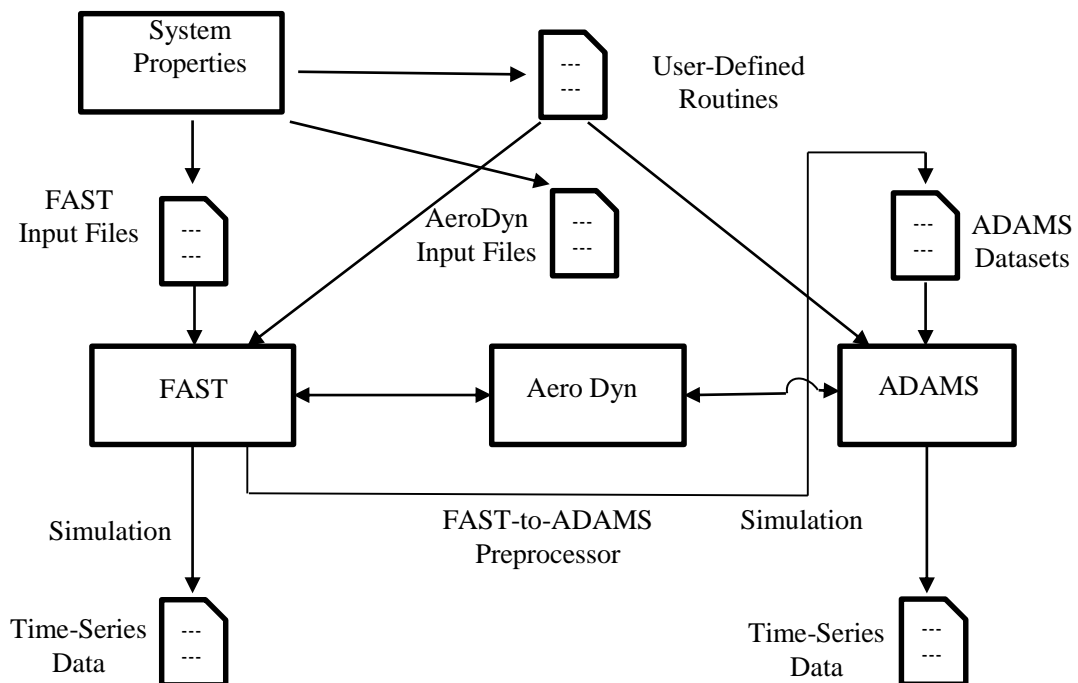 System
Properties
---
---
User-Defined
Routines
FAST
Input Files
---
---
AeroDyn
Input Files
---
---
---
---
ADAMS
Datasets
FAST
Aero Dyn
ADAMS
Simulation
FAST-to-ADAMS
Preprocessor
Simulation
Time-Series
Data
---
---
Time-Series
Data
---
---